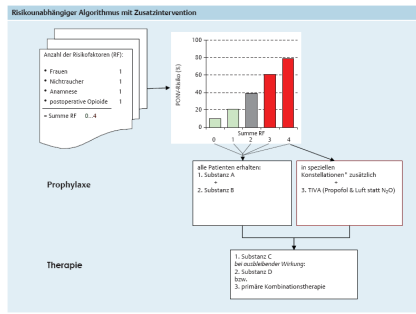 Risikounabhängiger Algorithmus mit Zusatzintervention
Anzahl der Risikofaktoren (RF):
• Frauen 1
• Nichtraucher 1
• Anamnese 1
• postoperative Opioide 1
= Summe RF 0...4
PONV-Risiko (%)
100
80
60
40
20
0
0 1 2 3 4
Summe RF
Prophylaxe
alle Patienten erhalten:
1. Substanz A
+
2. Substanz B
in speziellen
Konstellationen* zusätzlich
+
3. TIVA (Propofol & Luft statt N₂O)
Therapie
1. Substanz C
bei ausbleibender Wirkung:
2. Substanz D
bzw.
3. primäre Kombinationstherapie